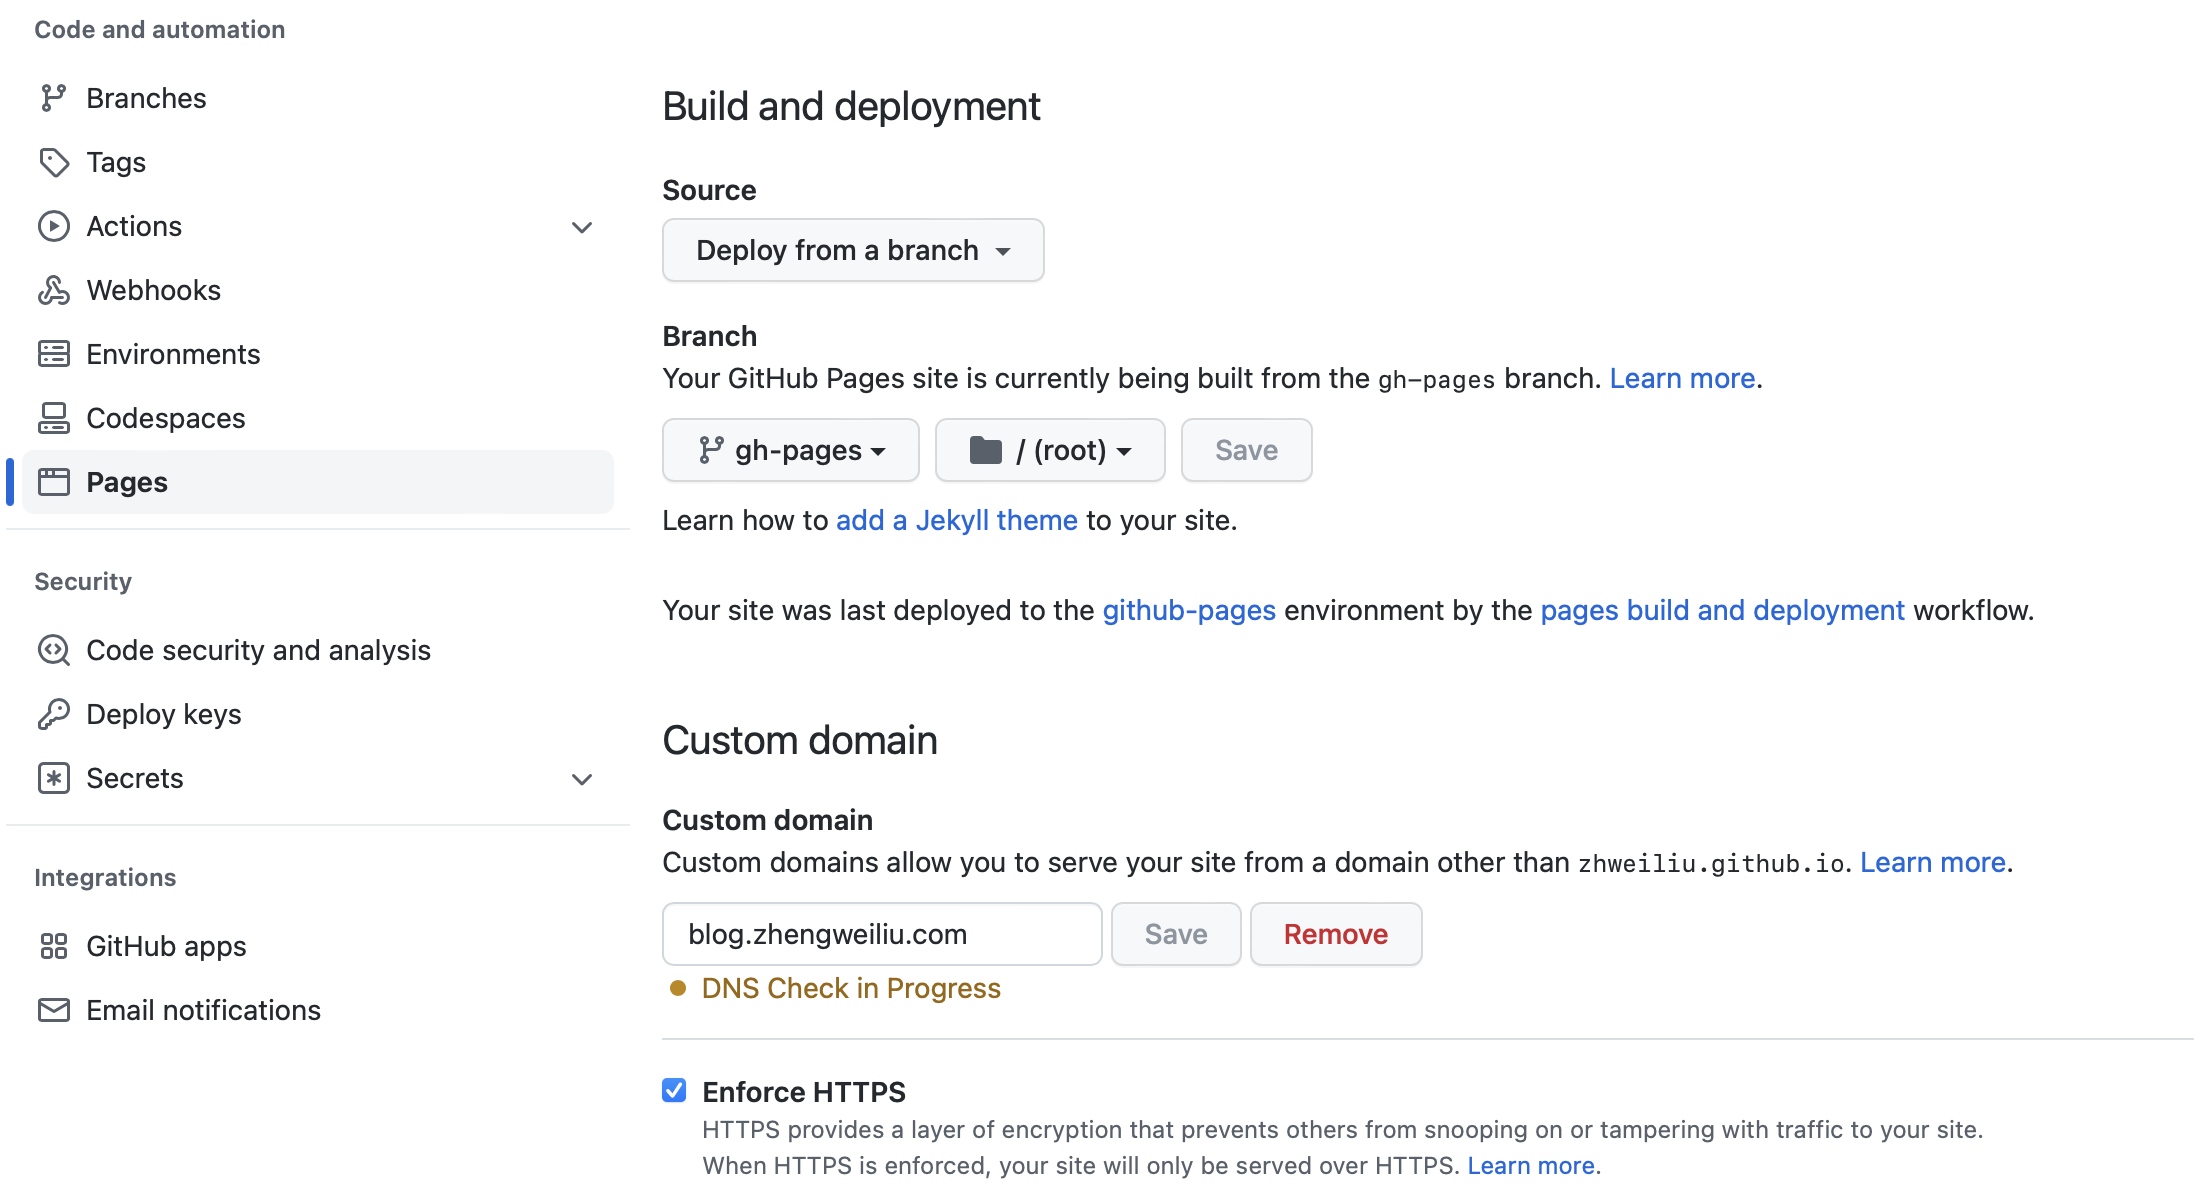 Code and automation
Branches
Tags
Actions
Webhooks
Environments
Codespaces
Pages
Security
Code security and analysis
Deploy keys
Secrets
Integrations
GitHub apps
Email notifications
Build and deployment
Source
Deploy from a branch
Branch
Your GitHub Pages site is currently being built from the gh-pages branch. Learn more.
gh-pages / (root) Save
Learn how to add a Jekyll theme to your site.
Your site was last deployed to the github-pages environment by the pages build and deployment workflow.
Custom domain
Custom domain
Custom domains allow you to serve your site from a domain other than zhweiliu.github.io. Learn more.
blog.zhengweiliu.com Save Remove
DNS Check in Progress
Enforce HTTPS
HTTPS provides a layer of encryption that prevents others from snooping on or tampering with traffic to your site.
When HTTPS is enforced, your site will only be served over HTTPS. Learn more.